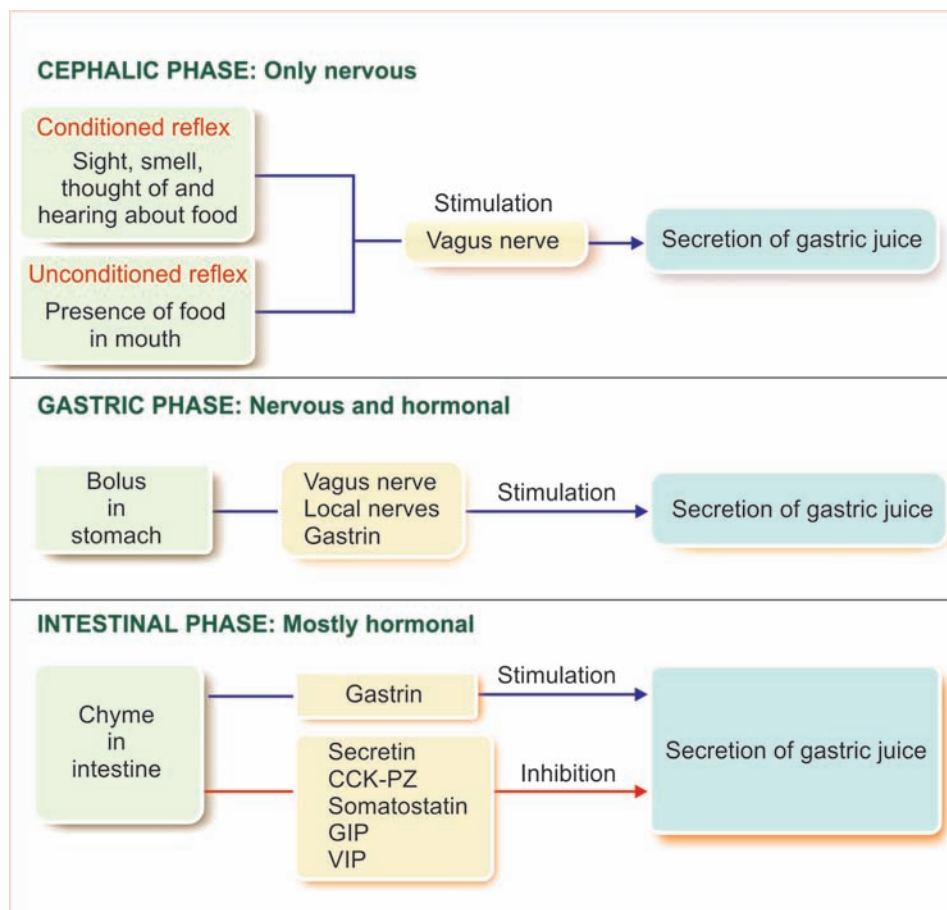 CEPHALIC PHASE: Only nervous
Conditioned reflex
Sight, smell,
thought of and
hearing about food
Unconditioned reflex
Presence of food
in mouth
Stimulation
Vagus nerve
Secretion of gastric juice
GASTRIC PHASE: Nervous and hormonal
Bolus
in
stomach
Vagus nerve
Local nerves
Gastrin
Stimulation
Secretion of gastric juice
INTESTINAL PHASE: Mostly hormonal
Chyme
in
intestine
Gastrin
Stimulation
Secretin
CCK-PZ
Somatostatin
GIP
VIP
Inhibition
Secretion of gastric juice